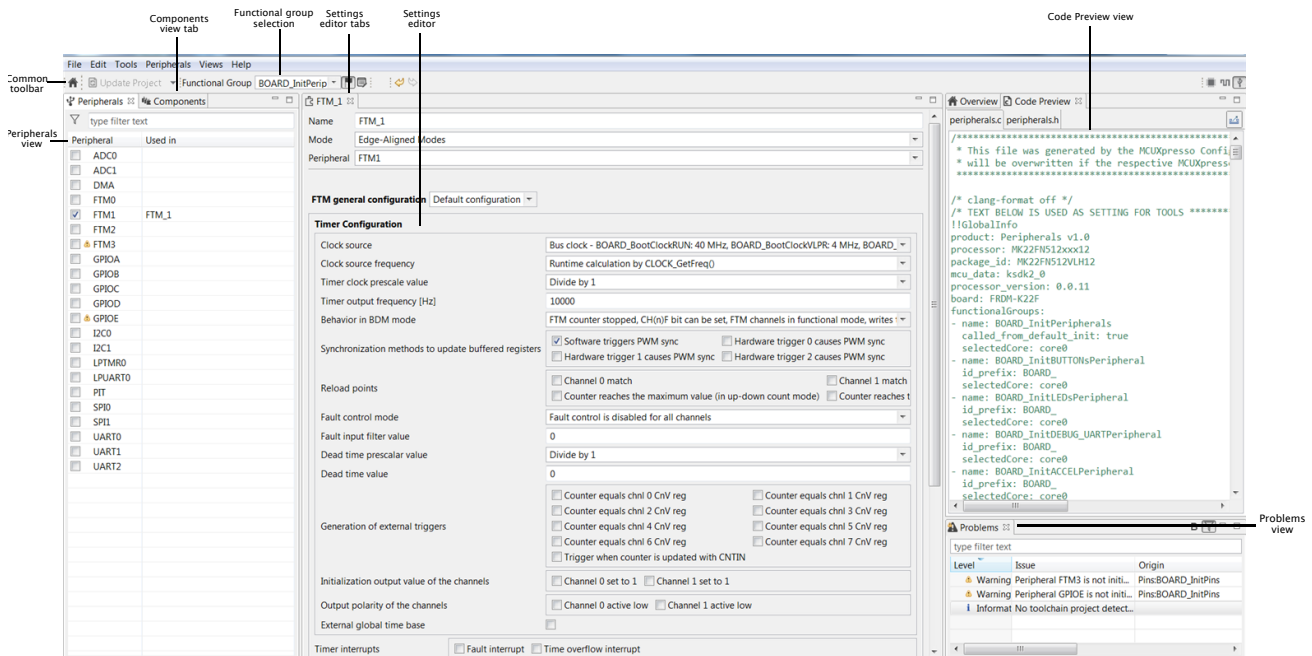 Components
view tab
Functional group
selection
Settings
editor tabs
Settings
editor
Code Preview view
File Edit Tools Peripherals Views Help
Common
toolbar
Update Project Functional Group BOARD_InitPerip
Peripherals Components
type filter text
Peripherals
view
Peripheral Used in
ADC0
ADC1
DMA
FTM0
FTM1 FTM_1
FTM2
FTM3
GPIOA
GPIOB
GPIOC
GPIOD
GPIOE
I2C0
I2C1
LPTMR0
LPUART0
PIT
SPI0
SPI1
UART0
UART1
UART2
FTM_1
Name FTM_1
Mode Edge-Aligned Modes
Peripheral FTM1
FTM general configuration Default configuration
Timer Configuration
Clock source Bus clock - BOARD_BootClockRUN: 40 MHz, BOARD_BootClockVLPR: 4 MHz, BOARD_
Clock source frequency Runtime calculation by CLOCK_GetFreq()
Timer clock prescale value Divide by 1
Timer output frequency [Hz] 10000
Behavior in BDM mode FTM counter stopped, CH(n)F bit can be set, FTM channels in functional mode, writes
Synchronization methods to update buffered registers
Software triggers PWM sync Hardware trigger 0 causes PWM sync
Hardware trigger 1 causes PWM sync Hardware trigger 2 causes PWM sync
Reload points
Channel 0 match Channel 1 match
Counter reaches the maximum value (in up-down count mode) Counter reaches t
Fault control mode Fault control is disabled for all channels
Fault input filter value 0
Dead time prescalar value Divide by 1
Dead time value 0
Generation of external triggers
Counter equals chnl 0 CnV reg Counter equals chnl 1 CnV reg
Counter equals chnl 2 CnV reg Counter equals chnl 3 CnV reg
Counter equals chnl 4 CnV reg Counter equals chnl 5 CnV reg
Counter equals chnl 6 CnV reg Counter equals chnl 7 CnV reg
Trigger when counter is updated with CNTIN
Initialization output value of the channels Channel 0 set to 1 Channel 1 set to 1
Output polarity of the channels Channel 0 active low Channel 1 active low
External global time base
Timer interrupts Fault interrupt Time overflow interrupt
Overview Code Preview
peripherals.c peripherals.h
/***********************************************
* This file was generated by the MCUXpresso Confi
* will be overwritten if the respective MCUXpress
***********************************************
/* clang-format off */
/* TEXT BELOW IS USED AS SETTING FOR TOOLS *******
!!GlobalInfo
product: Peripherals v1.0
processor: MK22FN512xxx12
package_id: MK22FN512VLH12
mcu_data: ksdk2_0
processor_version: 0.0.11
board: FRDM-K22F
functionalGroups:
- name: BOARD_InitPeripherals
called_from_default_init: true
selectedCore: core0
- name: BOARD_InitBUTTONsPeripheral
id_prefix: BOARD_
selectedCore: core0
- name: BOARD_InitLEDsPeripheral
id_prefix: BOARD_
selectedCore: core0
- name: BOARD_InitDEBUG_UARTPeripheral
id_prefix: BOARD_
selectedCore: core0
- name: BOARD_InitACCELPeripheral
id_prefix: BOARD_
selectedCore: core0
Problems
Problems
view
type filter text
Level Issue Origin
Warning Peripheral FTM3 is not initi... Pins:BOARD_InitPins
Warning Peripheral GPIOE is not initi... Pins:BOARD_InitPins
Informat No toolchain project detect...